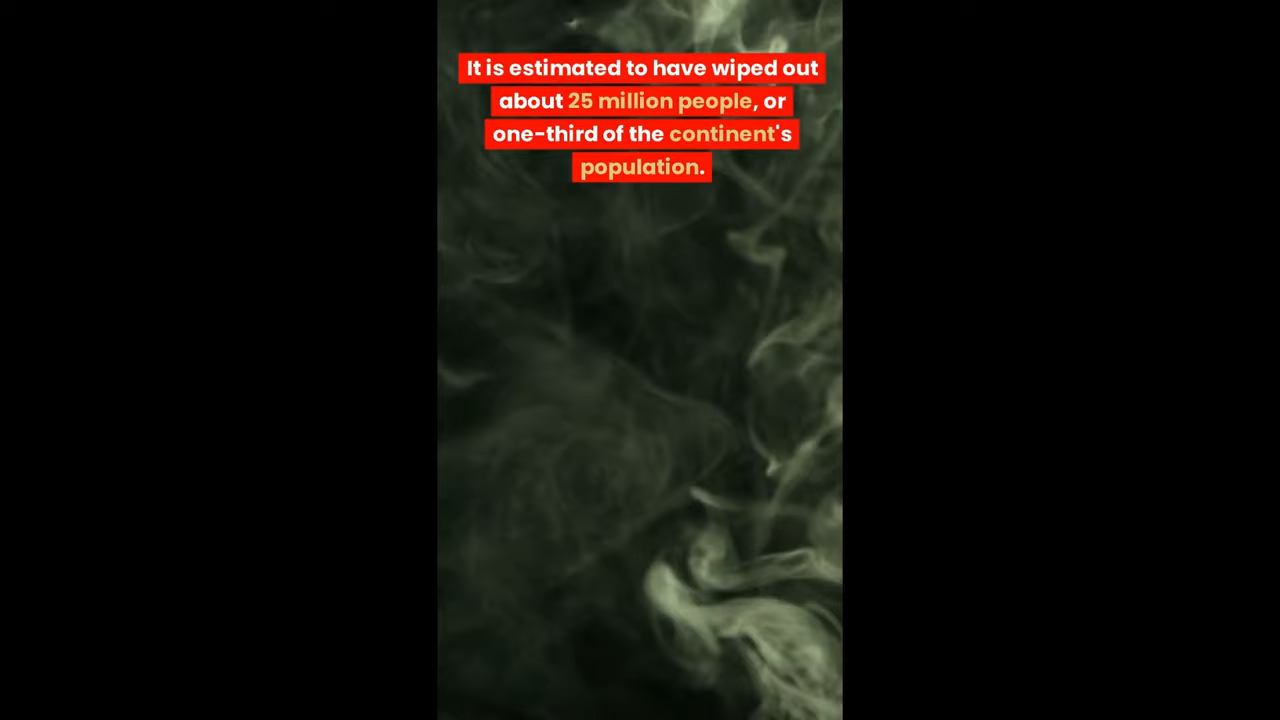 It is estimated to have wiped out
about 25 million people, or
one-third of the continent's
population.